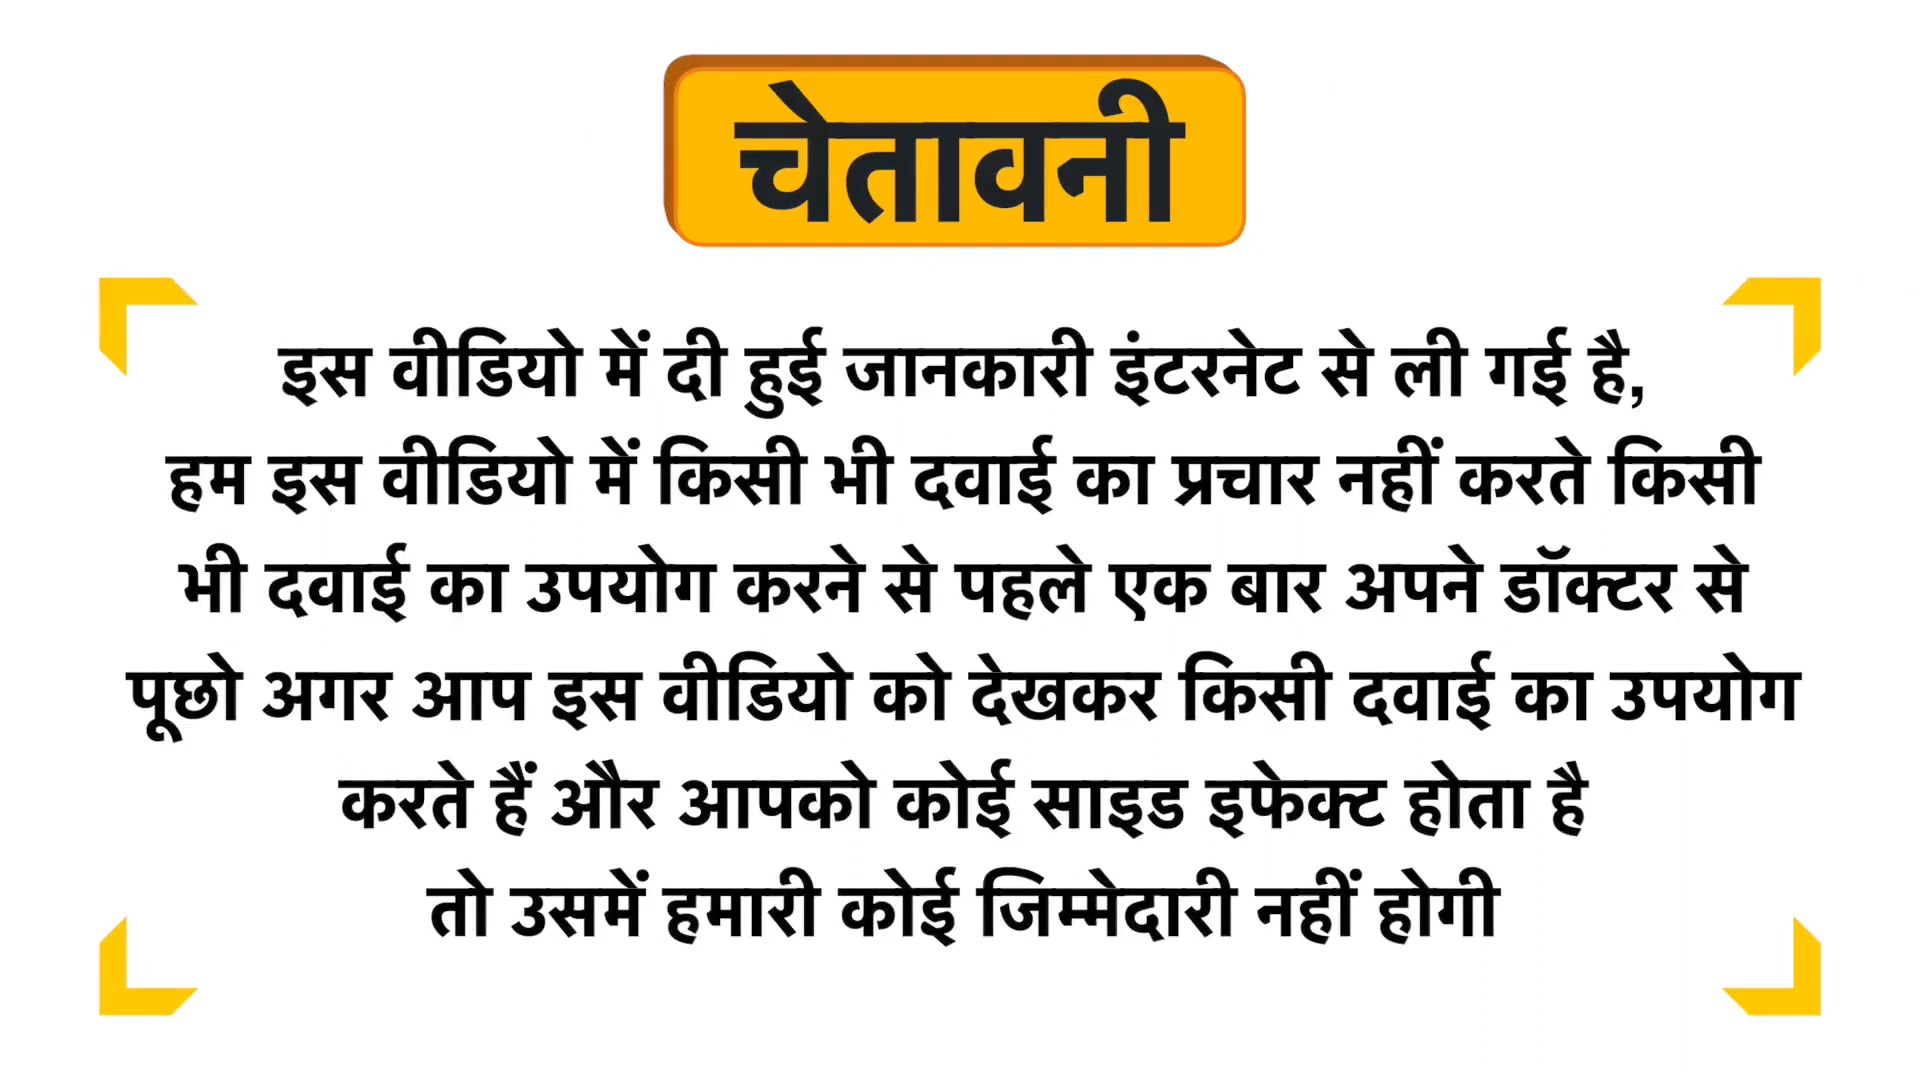 चेतावनी
इस वीडियो में दी हुई जानकारी इंटरनेट से ली गई है,
हम इस वीडियो में किसी भी दवाई का प्रचार नहीं करते किसी
भी दवाई का उपयोग करने से पहले एक बार अपने डॉक्टर से
पूछो अगर आप इस वीडियो को देखकर किसी दवाई का उपयोग
करते हैं और आपको कोई साइड इफेक्ट होता है
तो उसमें हमारी कोई जिम्मेदारी नहीं होगी